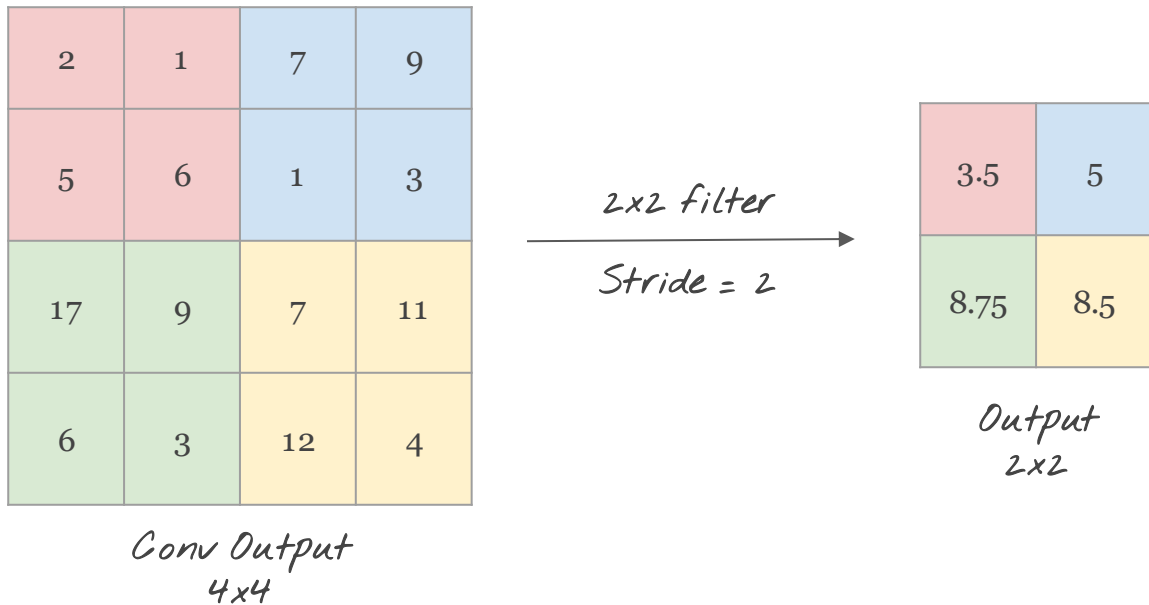 2 1 7 9
5 6 1 3
17 9 7 11
6 3 12 4
Conv Output
4x4
2x2 filter
Stride = 2
3.5 5
8.75 8.5
Output
2x2